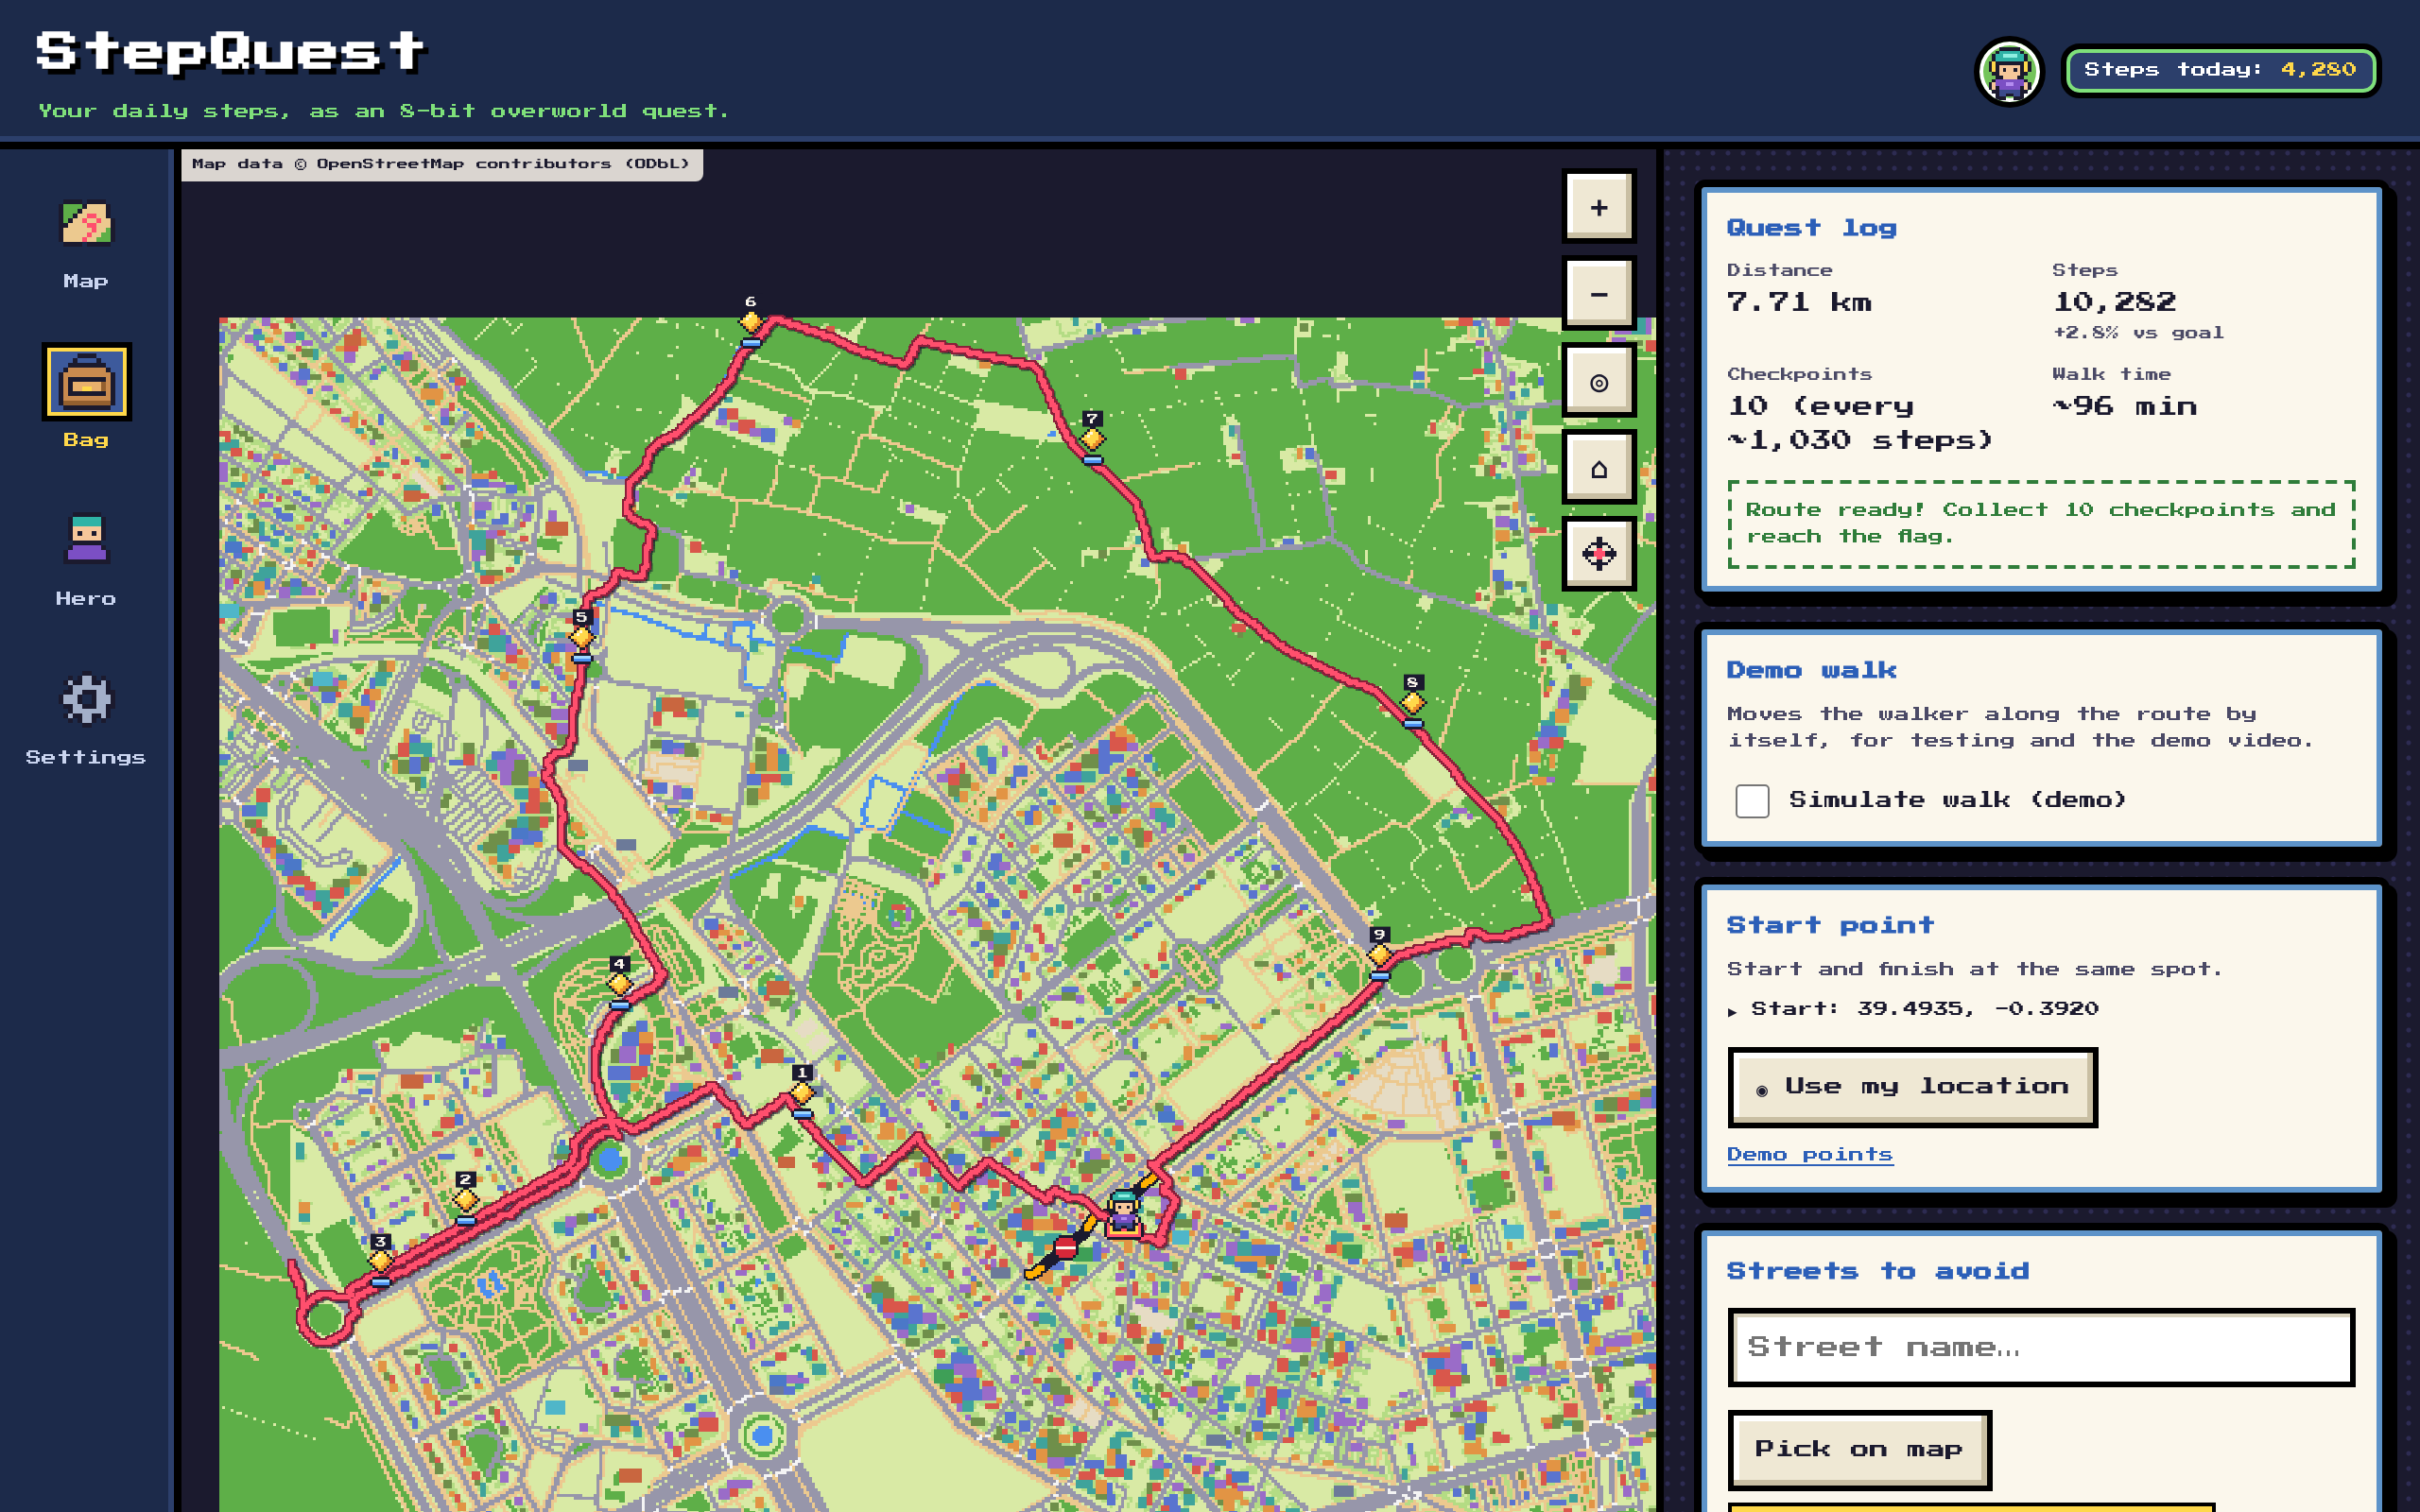 StepQuest
Your daily steps, as an 8-bit overworld quest.
Steps today: 4,280
Map
Bag
Hero
Settings
Map data © OpenStreetMap contributors (ODbL)
+
−
6
7
5
8
4
9
1
2
3
Quest log
Distance
7.71 km
Steps
10,282
+2.8% vs goal
Checkpoints
10 (every
~1,030 steps)
Walk time
~96 min
Route ready! Collect 10 checkpoints and
reach the flag.
Demo walk
Moves the walker along the route by
itself, for testing and the demo video.
Simulate walk (demo)
Start point
Start and finish at the same spot.
▸ Start: 39.4935, -0.3920
◉ Use my location
Demo points
Streets to avoid
Street name…
Pick on map